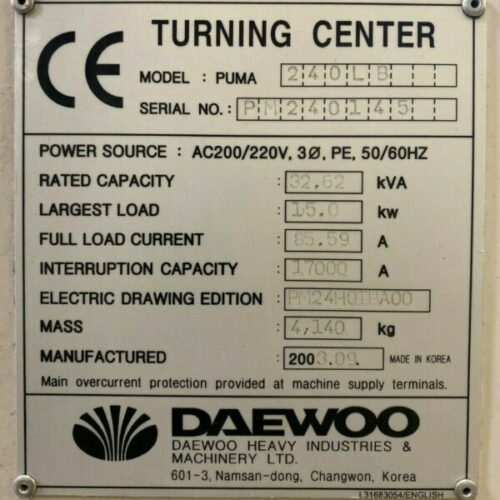 CE TURNING CENTER
MODEL : PUMA 240LB
SERIAL NO. : PM240145
POWER SOURCE : AC200/220V, 3Ø, PE, 50/60HZ
RATED CAPACITY : 32.62 kVA
LARGEST LOAD : 15.0 kw
FULL LOAD CURRENT : 85.59 A
INTERRUPTION CAPACITY : 17000 A
ELECTRIC DRAWING EDITION : PM24H01BA00
MASS : 4,140 kg
MANUFACTURED : 2003.09. MADE IN KOREA
Main overcurrent protection provided at machine supply terminals.
DAEWOO
DAEWOO HEAVY INDUSTRIES &
MACHINERY LTD.
601-3, Namsan-dong, Changwon, Korea
L31683054/ENGLISH